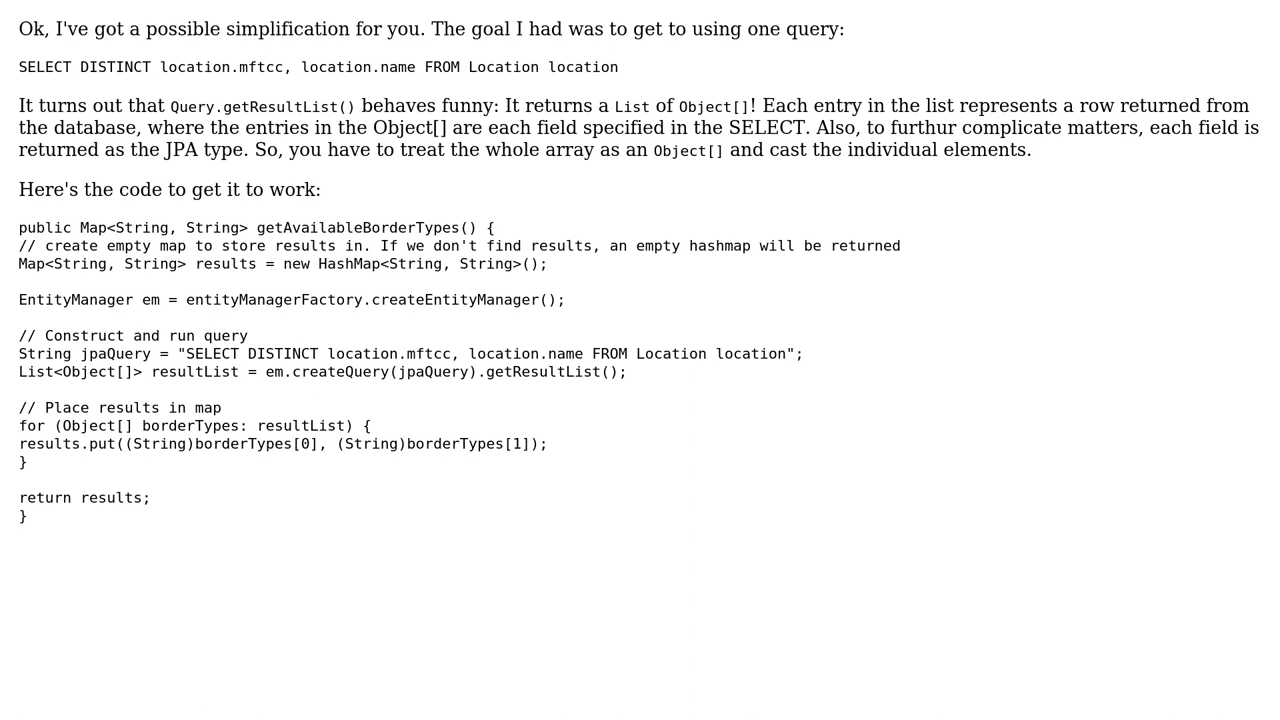 Ok, I've got a possible simplification for you. The goal I had was to get to using one query:
SELECT DISTINCT location.mftcc, location.name FROM Location location
It turns out that Query.getResultList() behaves funny: It returns a List of Object[]! Each entry in the list represents a row returned from
the database, where the entries in the Object[] are each field specified in the SELECT. Also, to furthur complicate matters, each field is
returned as the JPA type. So, you have to treat the whole array as an Object[] and cast the individual elements.
Here's the code to get it to work:
public Map<String, String> getAvailableBorderTypes() {
// create empty map to store results in. If we don't find results, an empty hashmap will be returned
Map<String, String> results = new HashMap<String, String>();
EntityManager em = entityManagerFactory.createEntityManager();
// Construct and run query
String jpaQuery = "SELECT DISTINCT location.mftcc, location.name FROM Location location";
List<Object[]> resultList = em.createQuery(jpaQuery).getResultList();
// Place results in map
for (Object[] borderTypes: resultList) {
results.put((String)borderTypes[0], (String)borderTypes[1]);
}
return results;
}